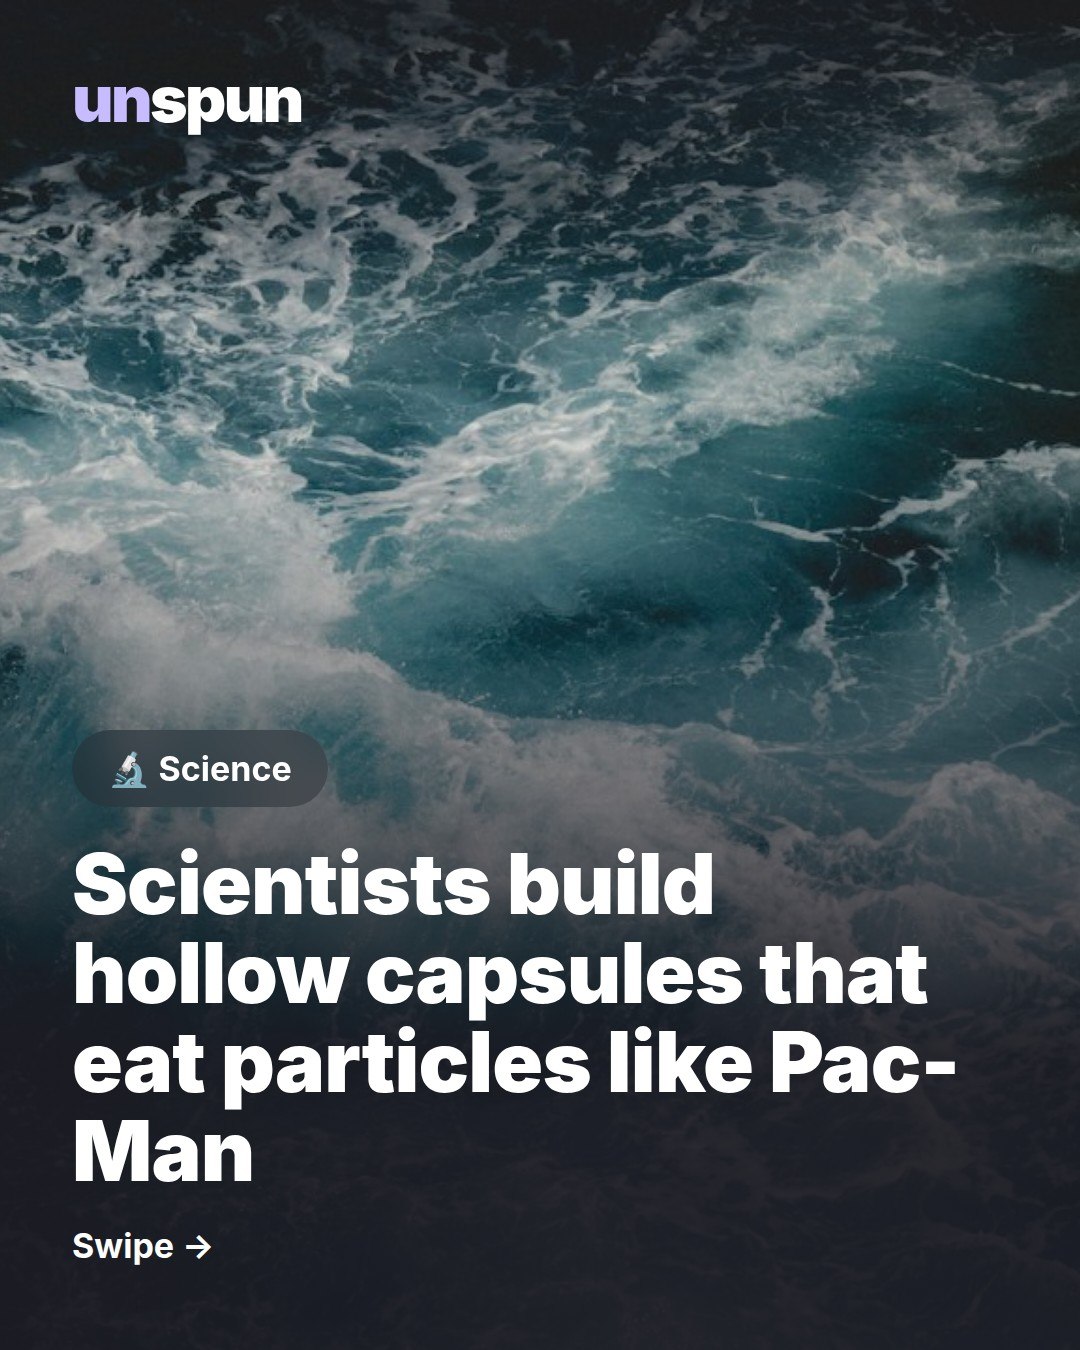 unspun
🔬 Science
Scientists build
hollow capsules that
eat particles like Pac-
Man
Swipe →